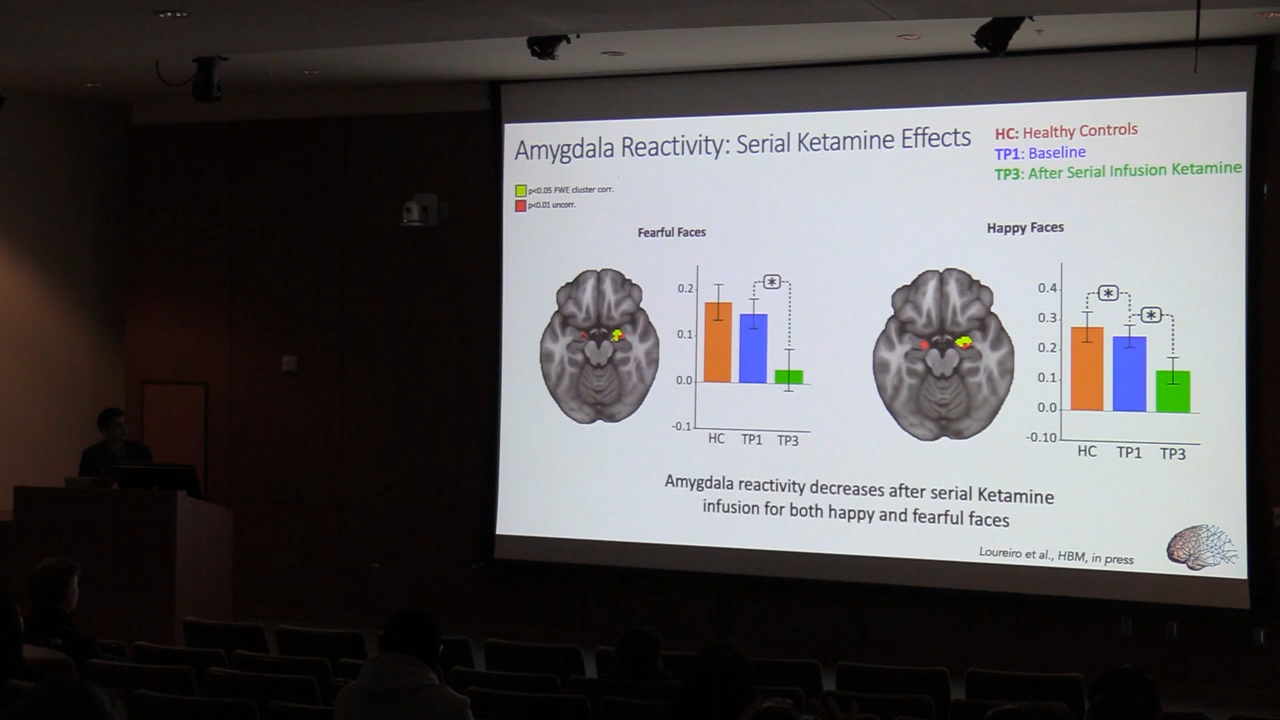 Amygdala Reactivity: Serial Ketamine Effects
HC: Healthy Controls
TP1: Baseline
TP3: After Serial Infusion Ketamine
p<0.05 FWE cluster corr.
p<0.01 uncorr.
Fearful Faces
0.2
0.1
0.0
-0.1
*
HC TP1 TP3
Happy Faces
0.4
0.3
0.2
0.1
0.0
-0.10
*
*
HC TP1 TP3
Amygdala reactivity decreases after serial Ketamine
infusion for both happy and fearful faces
Loureiro et al., HBM, in press